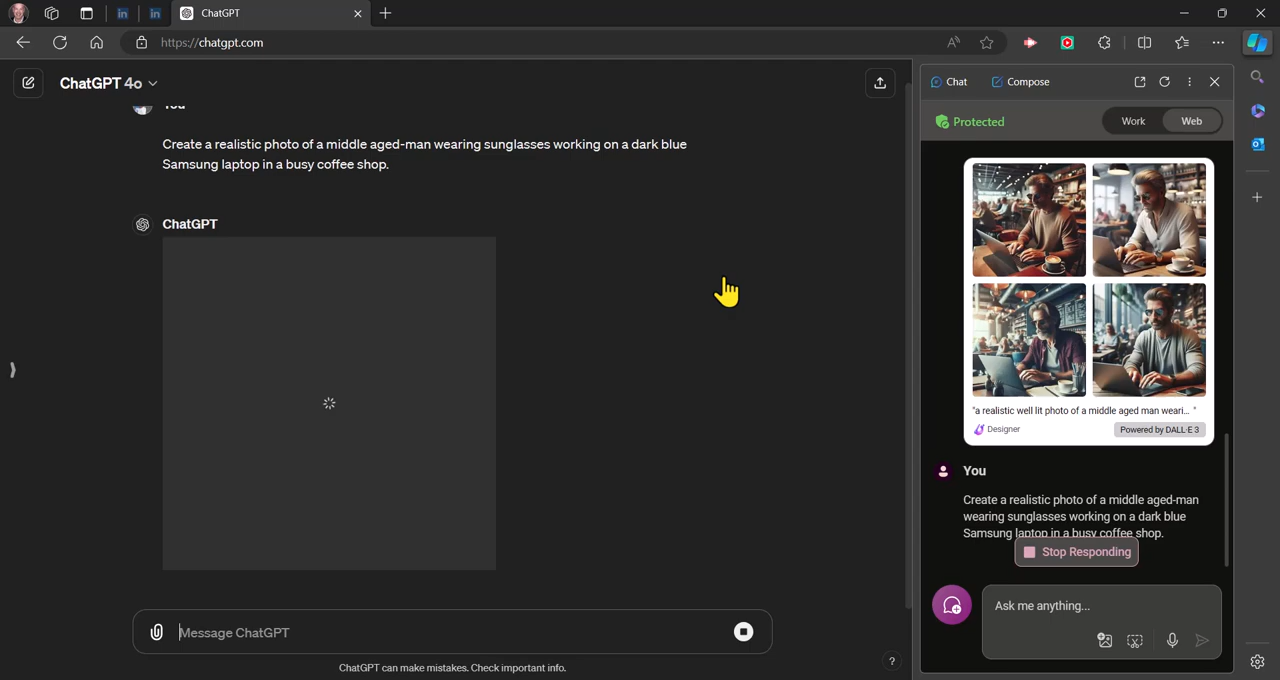 ChatGPT
https://chatgpt.com
ChatGPT 4o
You
Create a realistic photo of a middle aged-man wearing sunglasses working on a dark blue
Samsung laptop in a busy coffee shop.
ChatGPT
Message ChatGPT
ChatGPT can make mistakes. Check important info.
?
Chat
Compose
Protected
Work
Web
"a realistic well lit photo of a middle aged man weari... "
Designer
Powered by DALL·E 3
You
Create a realistic photo of a middle aged-man
wearing sunglasses working on a dark blue
Samsung laptop in a busy coffee shop.
Stop Responding
Ask me anything...